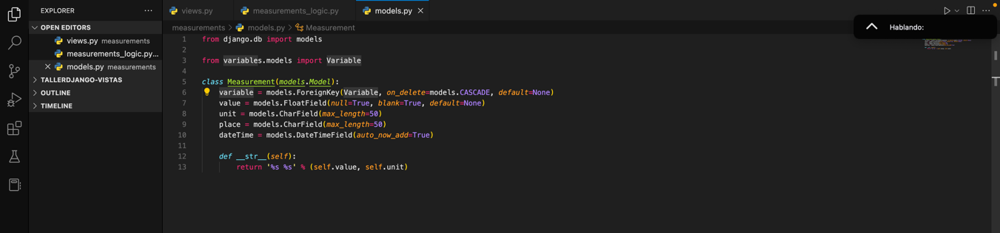 EXPLORER ···
views.py measurements_logic.py models.py ×
OPEN EDITORS
views.py measurements
measurements_logic.py...
× models.py measurements
TALLERDJANGO-VISTAS
OUTLINE
TIMELINE
measurements > models.py > Measurement
1 from django.db import models
2
3 from variables.models import Variable
4
5 class Measurement(models.Model):
6 variable = models.ForeignKey(Variable, on_delete=models.CASCADE, default=None)
7 value = models.FloatField(null=True, blank=True, default=None)
8 unit = models.CharField(max_length=50)
9 place = models.CharField(max_length=50)
10 dateTime = models.DateTimeField(auto_now_add=True)
11
12 def __str__(self):
13 return '%s %s' % (self.value, self.unit)
Hablando: